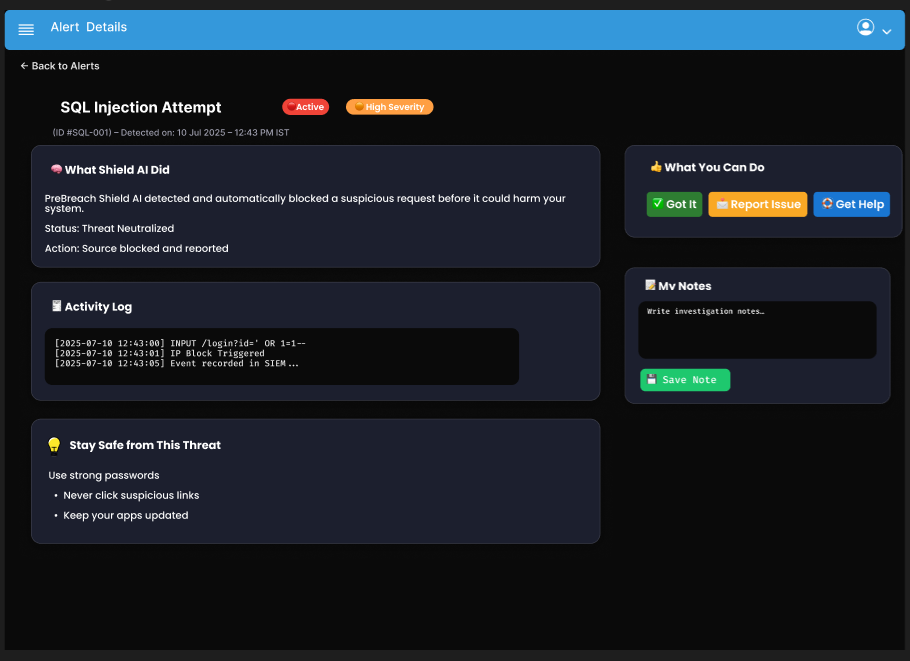 Alert Details
← Back to Alerts
SQL Injection Attempt
Active
High Severity
(ID #SQL-001) – Detected on: 10 Jul 2025 – 12:43 PM IST
🧠 What Shield AI Did
PreBreach Shield AI detected and automatically blocked a suspicious request before it could harm your
system.
Status: Threat Neutralized
Action: Source blocked and reported
Activity Log
[2025-07-10 12:43:00] INPUT /login?id=' OR 1=1--
[2025-07-10 12:43:01] IP Block Triggered
[2025-07-10 12:43:05] Event recorded in SIEM...
💡 Stay Safe from This Threat
Use strong passwords
• Never click suspicious links
• Keep your apps updated
👍 What You Can Do
✅ Got It
📩 Report Issue
🛟 Get Help
📝 My Notes
Write investigation notes…
💾 Save Note